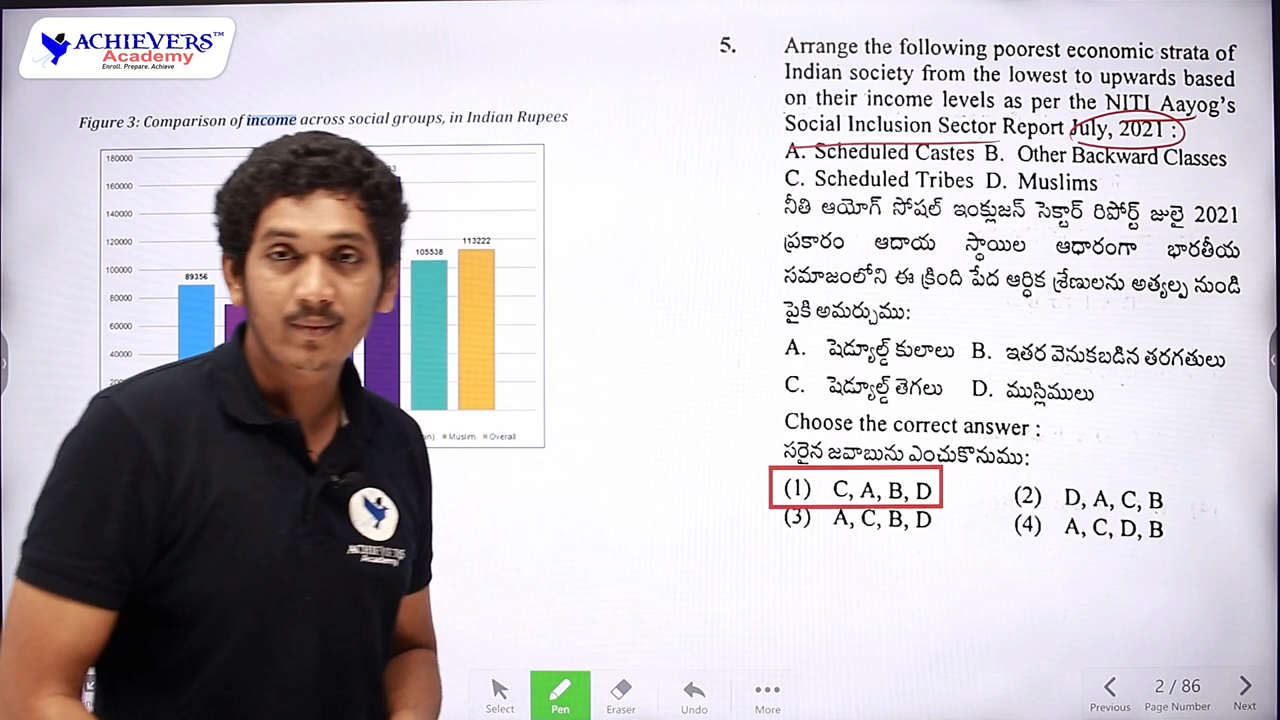 ACHIEVERS™
Academy
Enroll. Prepare. Achieve
Figure 3: Comparison of income across social groups, in Indian Rupees
180000
160000
140000
120000
100000
80000
60000
40000
89356
105538
113222
Muslim Overall
5. Arrange the following poorest economic strata of
Indian society from the lowest to upwards based
on their income levels as per the NITI Aayog's
Social Inclusion Sector Report July, 2021 :
A. Scheduled Castes B. Other Backward Classes
C. Scheduled Tribes D. Muslims
నీతి ఆయోగ్ సోషల్ ఇంక్లుజన్ సెక్టార్ రిపోర్ట్ జులై 2021
ప్రకారం ఆదాయ స్థాయిల ఆధారంగా భారతీయ
సమాజంలోని ఈ క్రింది పేద ఆర్థిక శ్రేణులను అత్యల్ప నుండి
పైకి అమర్చుము:
A. షెడ్యూల్డ్ కులాలు B. ఇతర వెనుకబడిన తరగతులు
C. షెడ్యూల్డ్ తెగలు D. ముస్లిములు
Choose the correct answer :
సరైన జవాబును ఎంచుకొనుము:
(1) C, A, B, D (2) D, A, C, B
(3) A, C, B, D (4) A, C, D, B
ACHIEVERS
Academy
Select Pen Eraser Undo More
Previous 2 / 86 Page Number Next